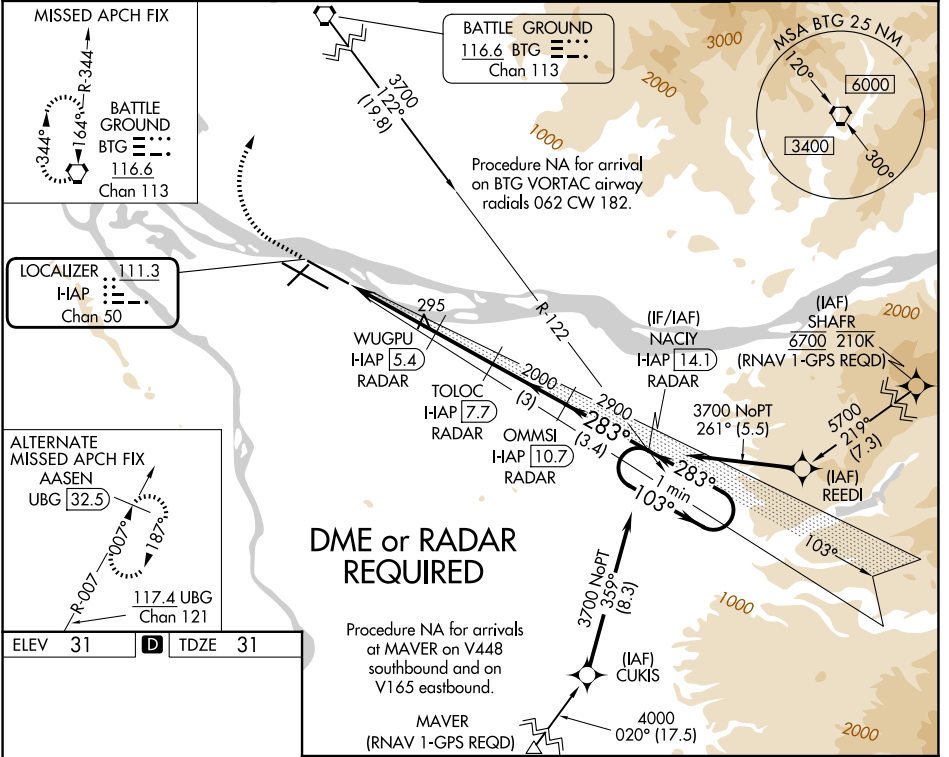 MISSED APCH FIX
R-344
344°
164°
BATTLE
GROUND
BTG
116.6
Chan 113
BATTLE GROUND
116.6 BTG
Chan 113
3700
122°
(19.8)
3000
2000
1000
MSA BTG 25 NM
120°
6000
3400
300°
Procedure NA for arrival
on BTG VORTAC airway
radials 062 CW 182.
LOCALIZER 111.3
I-IAP
Chan 50
295
WUGPU
I-IAP 5.4
RADAR
TOLOC
I-IAP 7.7
RADAR
OMMSI
I-IAP 10.7
RADAR
2000
(3)
2900
(3.4)
283°
R-122
(IF/IAF)
NACIY
I-IAP 14.1
RADAR
(IAF)
SHAFR
6700 210K
(RNAV 1-GPS REQD)
2000
3700 NoPT
261° (5.5)
5700
219°
(7.3)
(IAF)
REEDI
283°
1 min
103°
103°
ALTERNATE
MISSED APCH FIX
AASEN
UBG 32.5
007°
187°
R-007
117.4 UBG
Chan 121
DME or RADAR
REQUIRED
3700 NoPT
359°
(8.3)
1000
Procedure NA for arrivals
at MAVER on V448
southbound and on
V165 eastbound.
(IAF)
CUKIS
MAVER
(RNAV 1-GPS REQD)
4000
020° (17.5)
2000
ELEV 31 D TDZE 31